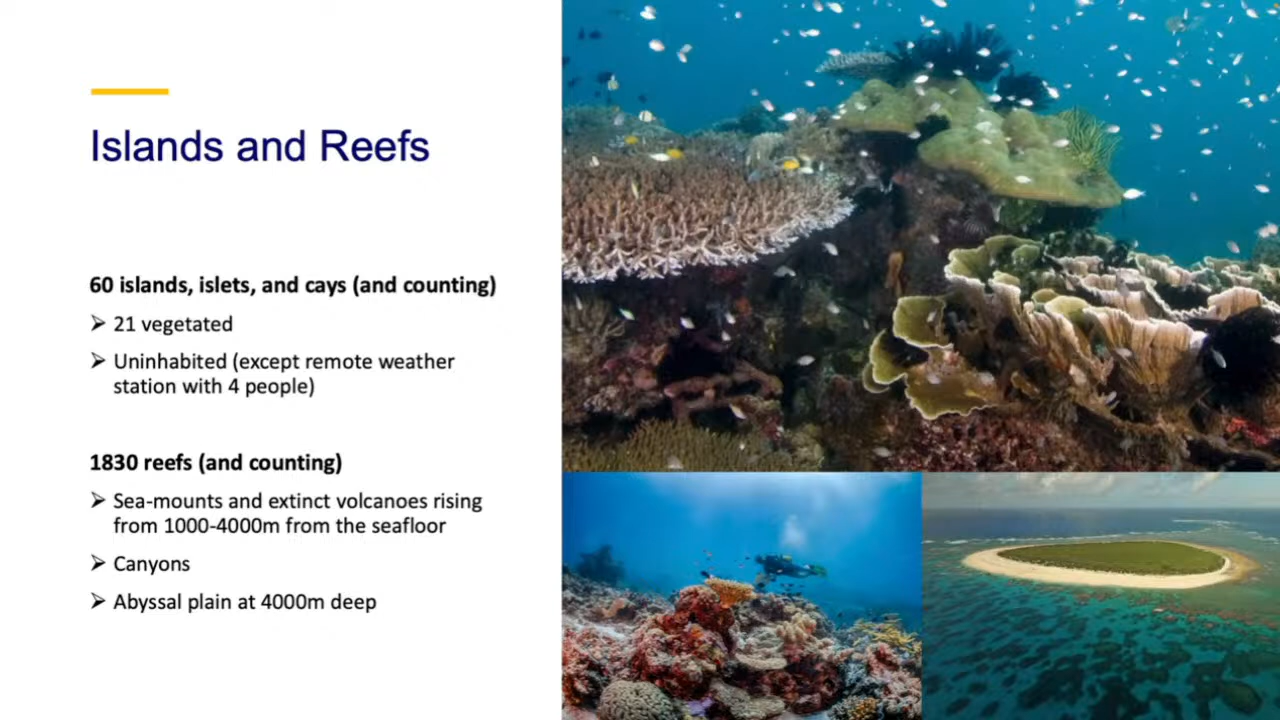 Islands and Reefs
60 islands, islets, and cays (and counting)
➢ 21 vegetated
➢ Uninhabited (except remote weather
station with 4 people)
1830 reefs (and counting)
➢ Sea-mounts and extinct volcanoes rising
from 1000-4000m from the seafloor
➢ Canyons
➢ Abyssal plain at 4000m deep